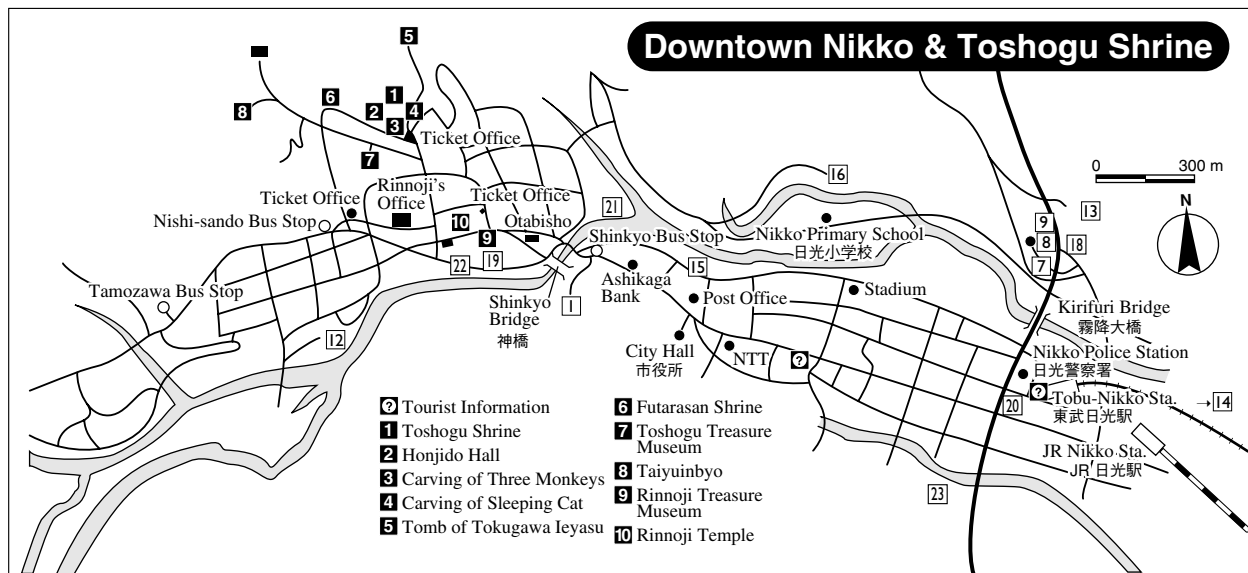 Downtown Nikko & Toshogu Shrine
5
6
1
8
2
4
3
Ticket Office
7
0 300 m
N
16
Rinnoji's
Office
Ticket Office
Ticket Office
21
9
13
Nishi-sando Bus Stop
10
Otabisho
Nikko Primary School
日光小学校
8
18
9
Shinkyo Bus Stop
7
22
19
15
Tamozawa Bus Stop
Shinkyo
Bridge
神橋
1
Ashikaga
Bank
Post Office
Stadium
Kirifuri Bridge
霧降大橋
12
City Hall
市役所
NTT
?
Nikko Police Station
日光警察署
?
20
Tobu-Nikko Sta.
東武日光駅
→14
JR Nikko Sta.
JR 日光駅
23
? Tourist Information
1 Toshogu Shrine
2 Honjido Hall
3 Carving of Three Monkeys
4 Carving of Sleeping Cat
5 Tomb of Tokugawa Ieyasu
6 Futarasan Shrine
7 Toshogu Treasure
Museum
8 Taiyuinbyo
9 Rinnoji Treasure
Museum
10 Rinnoji Temple